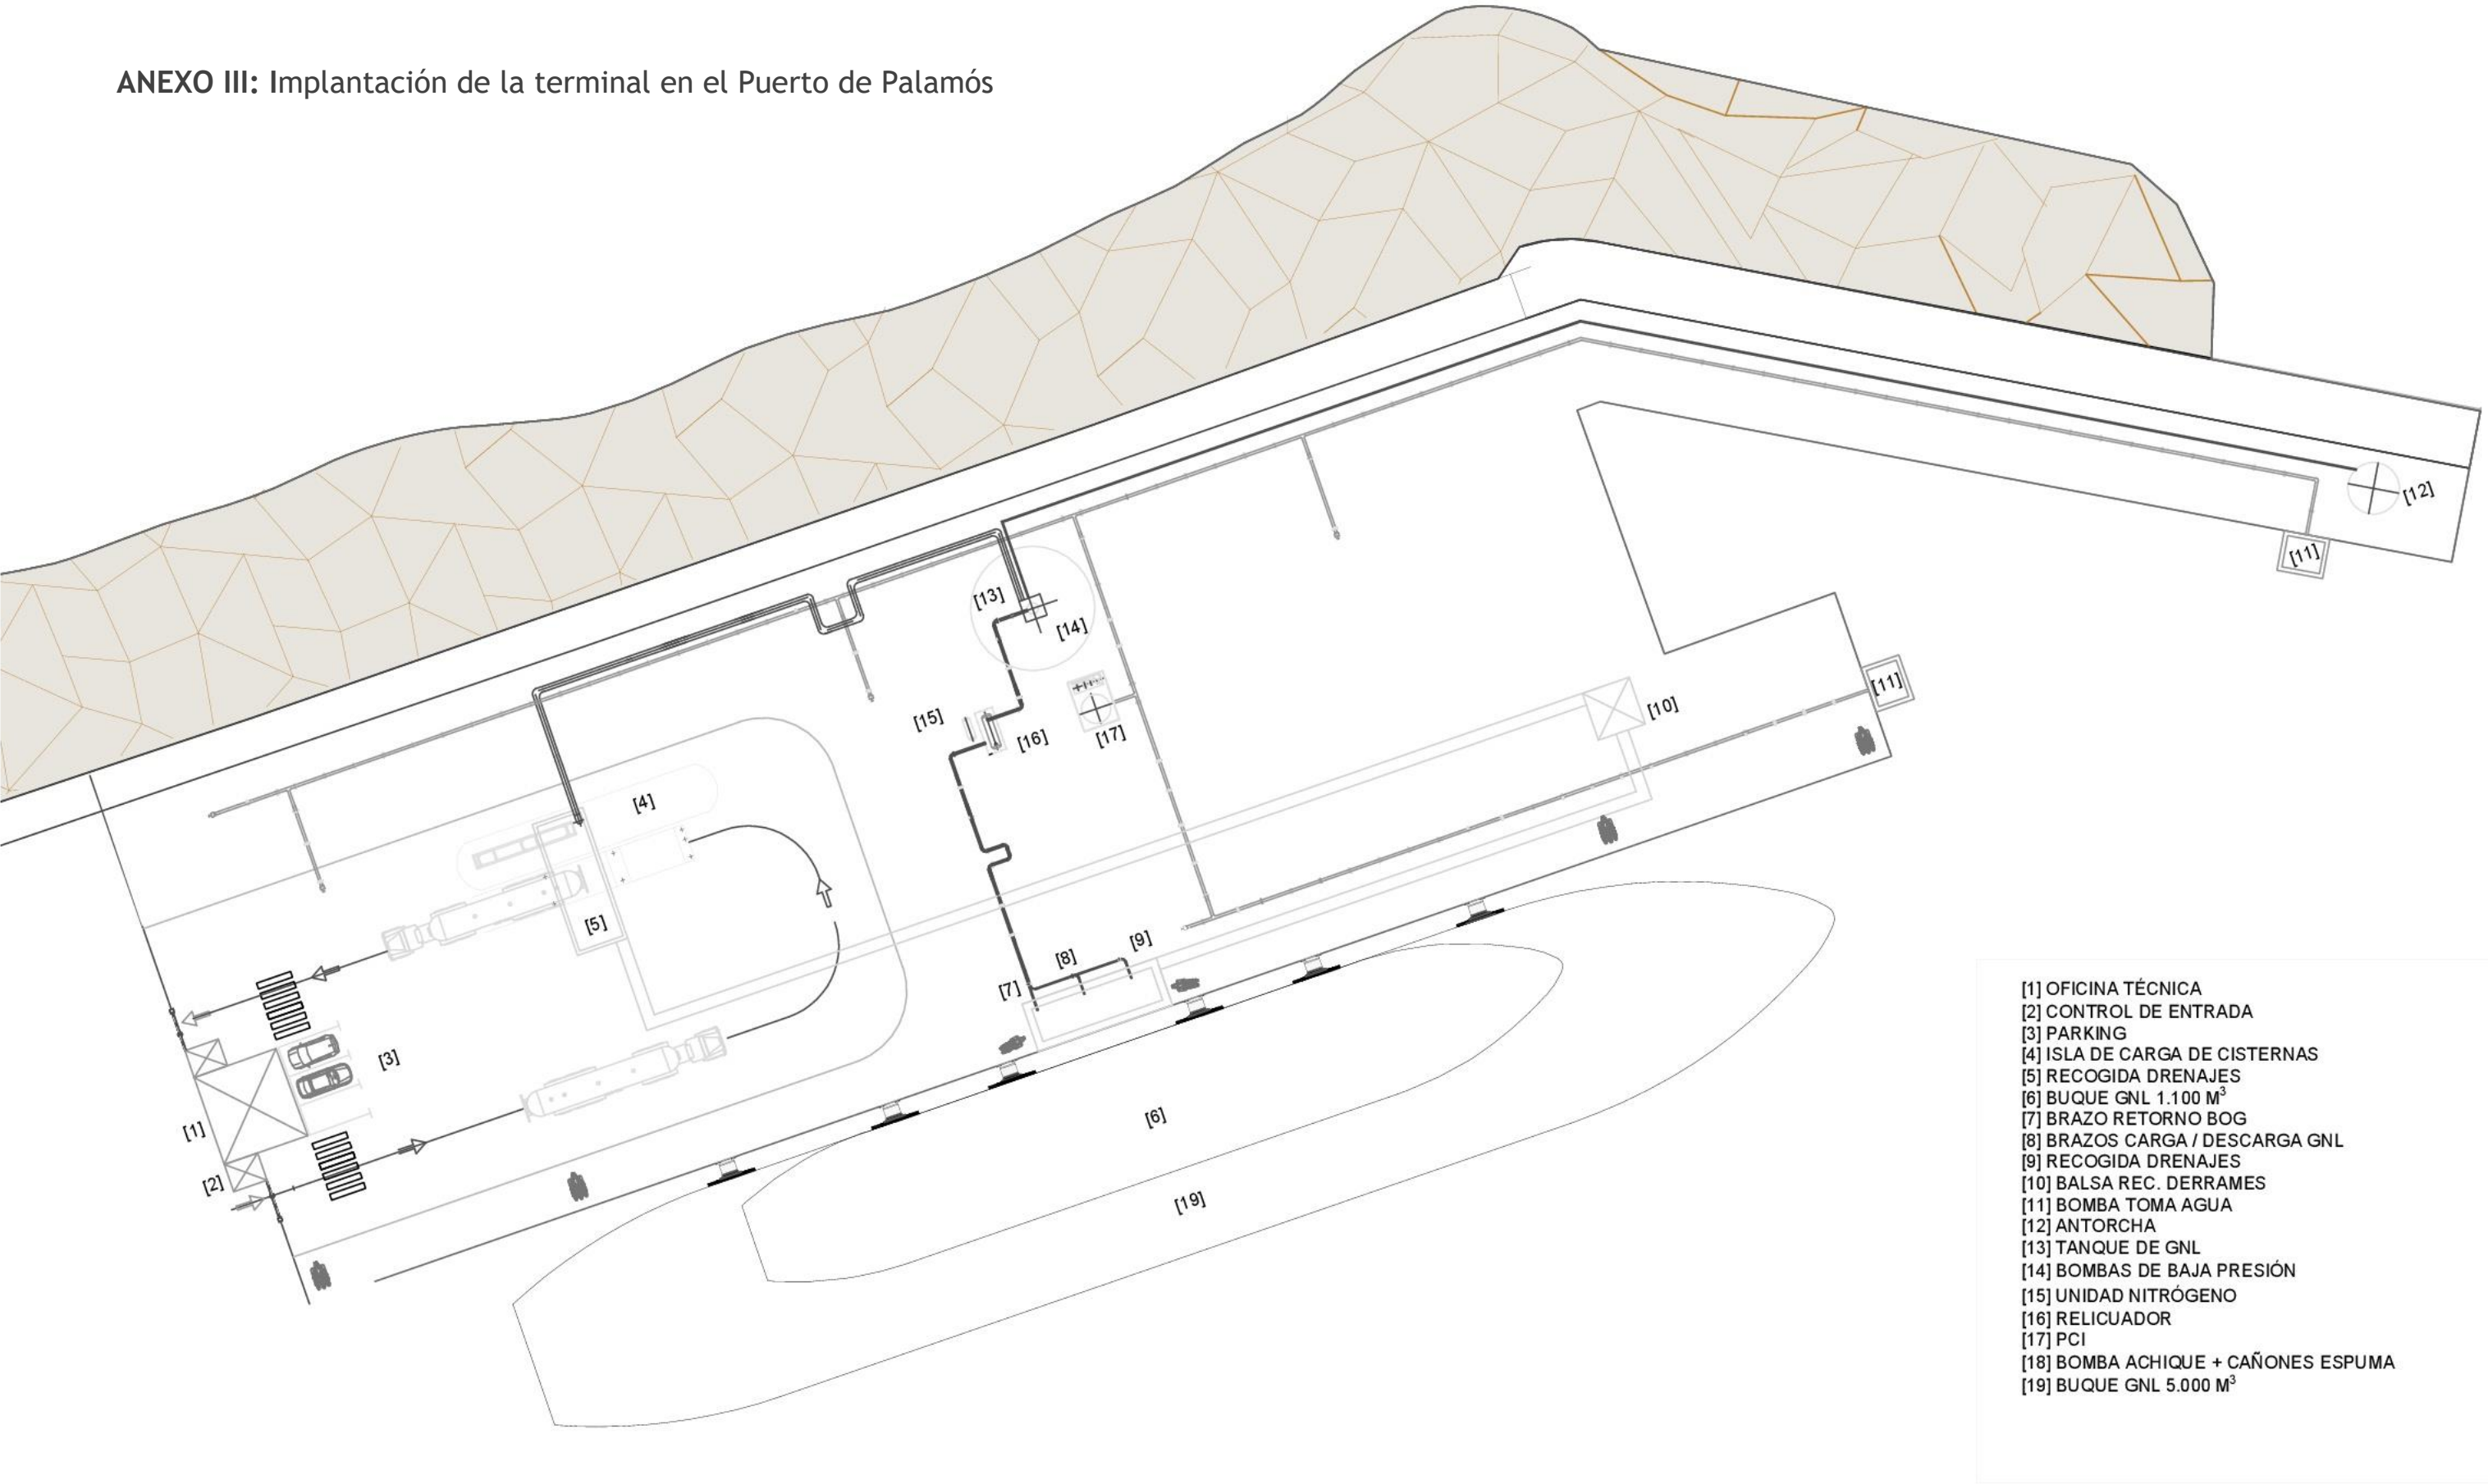 ANEXO III: Implantación de la terminal en el Puerto de Palamós
[12]
[11]
[13]
[14]
[15]
[16]
[17]
[10]
[11]
[4]
[5]
[9]
[8]
[7]
[3]
[1]
[2]
[6]
[19]
[1] OFICINA TÉCNICA
[2] CONTROL DE ENTRADA
[3] PARKING
[4] ISLA DE CARGA DE CISTERNAS
[5] RECOGIDA DRENAJES
[6] BUQUE GNL 1.100 M³
[7] BRAZO RETORNO BOG
[8] BRAZOS CARGA / DESCARGA GNL
[9] RECOGIDA DRENAJES
[10] BALSA REC. DERRAMES
[11] BOMBA TOMA AGUA
[12] ANTORCHA
[13] TANQUE DE GNL
[14] BOMBAS DE BAJA PRESIÓN
[15] UNIDAD NITRÓGENO
[16] RELICUADOR
[17] PCI
[18] BOMBA ACHIQUE + CAÑONES ESPUMA
[19] BUQUE GNL 5.000 M³